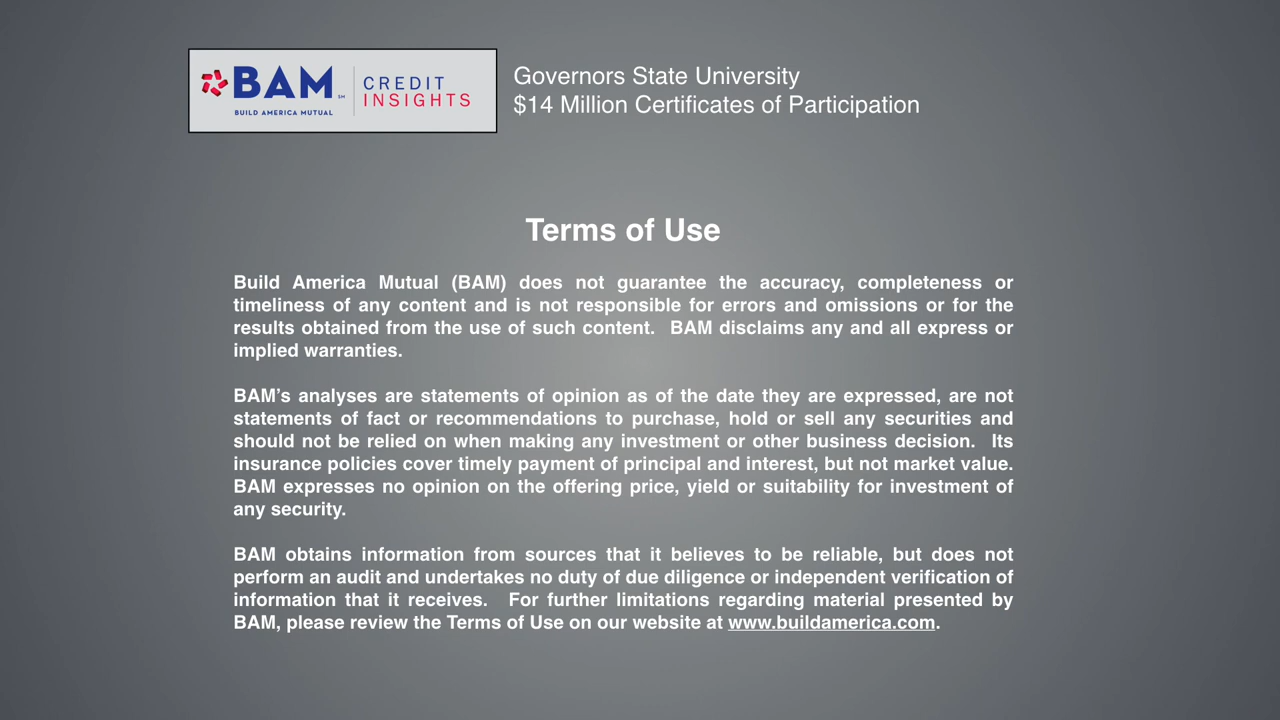 BAM SM
BUILD AMERICA MUTUAL
CREDIT
INSIGHTS
Governors State University
$14 Million Certificates of Participation
Terms of Use
Build America Mutual (BAM) does not guarantee the accuracy, completeness or
timeliness of any content and is not responsible for errors and omissions or for the
results obtained from the use of such content. BAM disclaims any and all express or
implied warranties.
BAM’s analyses are statements of opinion as of the date they are expressed, are not
statements of fact or recommendations to purchase, hold or sell any securities and
should not be relied on when making any investment or other business decision. Its
insurance policies cover timely payment of principal and interest, but not market value.
BAM expresses no opinion on the offering price, yield or suitability for investment of
any security.
BAM obtains information from sources that it believes to be reliable, but does not
perform an audit and undertakes no duty of due diligence or independent verification of
information that it receives. For further limitations regarding material presented by
BAM, please review the Terms of Use on our website at www.buildamerica.com.